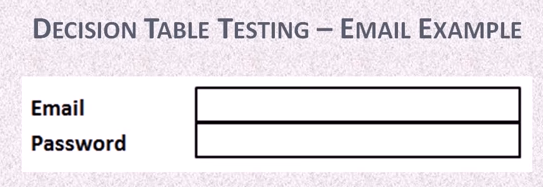 DECISION TABLE TESTING – EMAIL EXAMPLE
Email
Password